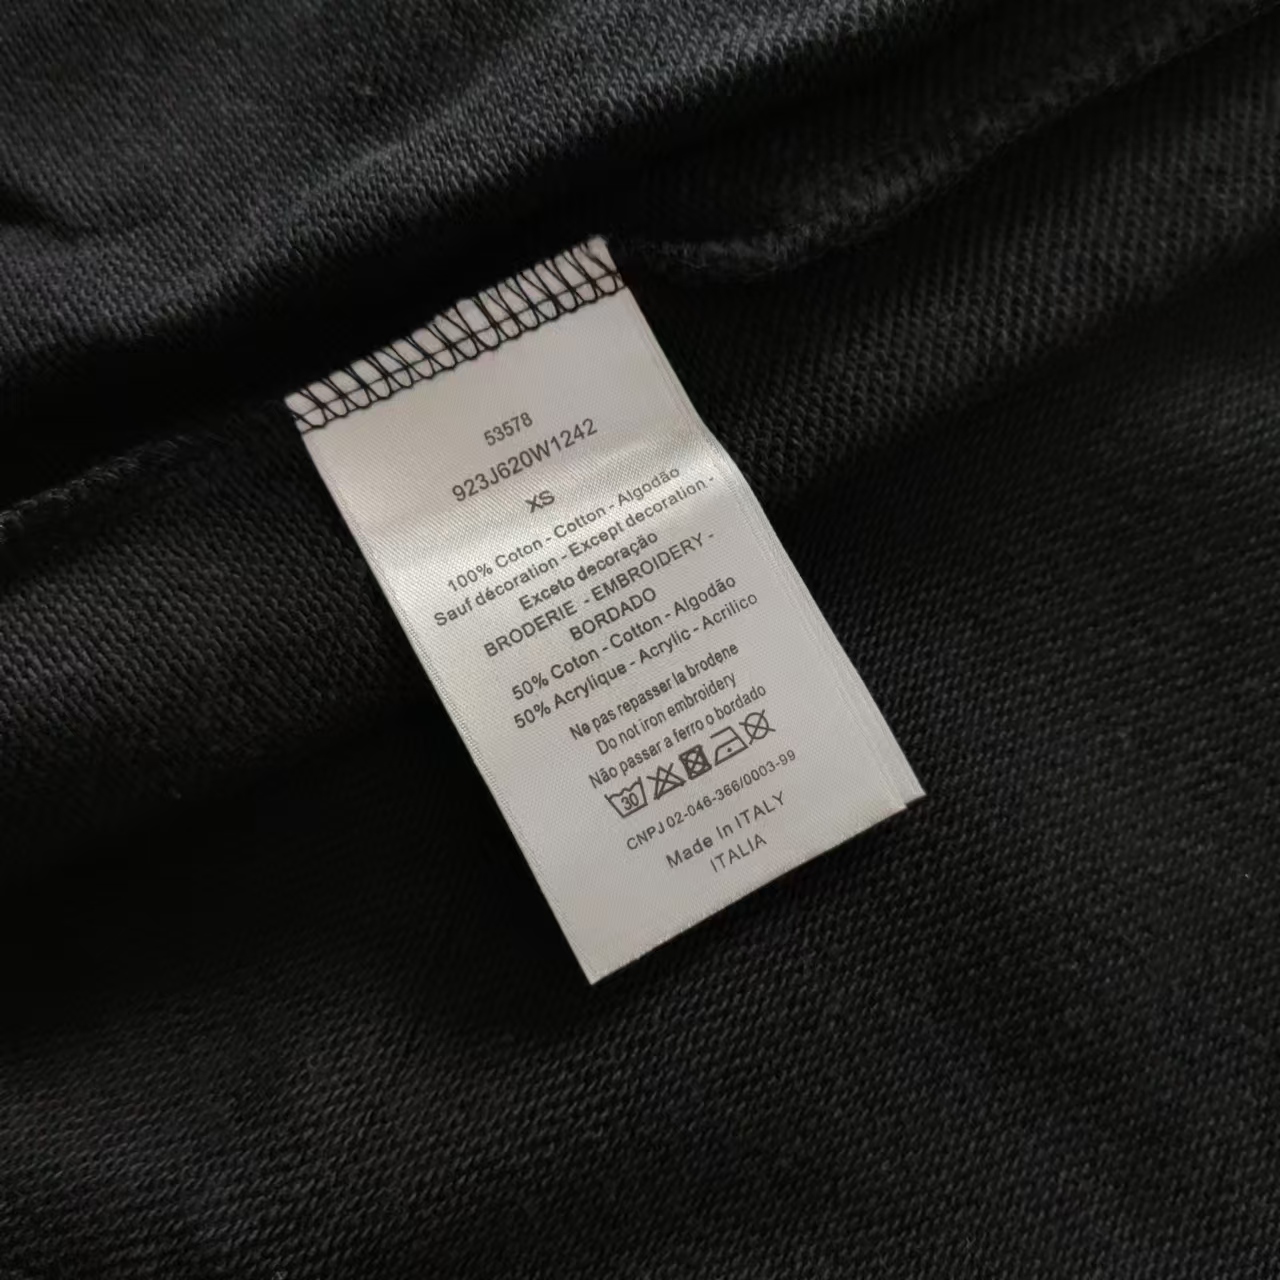 53578
923J620W1242
XS
100% Coton - Cotton - Algodão
Sauf décoration - Except decoration -
Exceto decoração
BRODERIE - EMBROIDERY -
BORDADO
50% Coton - Cotton - Algodão
50% Acrylique - Acrylic - Acrilico
Ne pas repasser la brodene
Do not iron embroidery
Não passar a ferro o bordado
30
CNPJ 02-046-366/0003-99
Made In ITALY
ITALIA